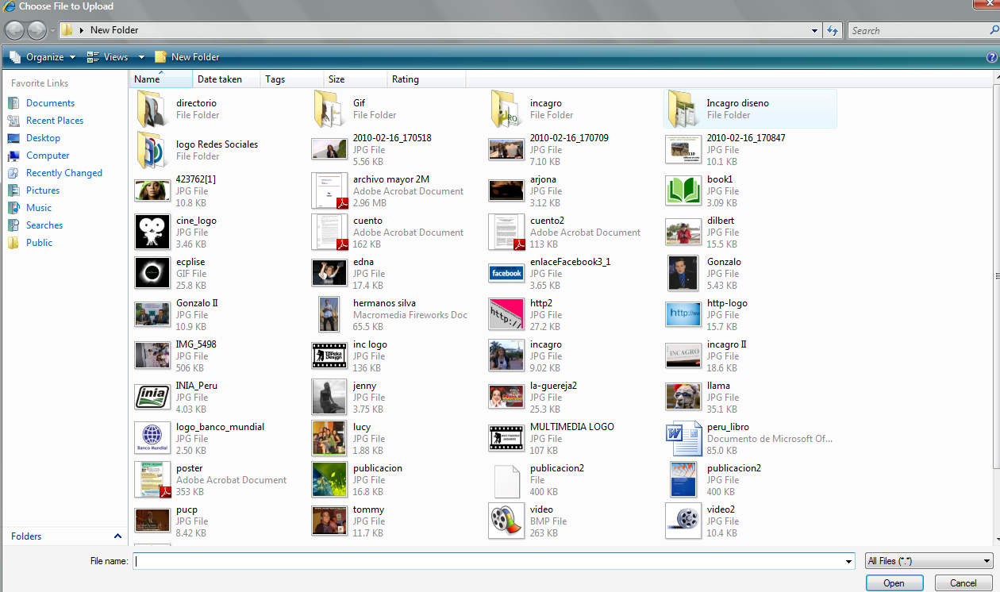 Choose File to Upload
New Folder
Search
Organize Views New Folder
Favorite Links
Documents
Recent Places
Desktop
Computer
Recently Changed
Pictures
Music
Searches
Public
Folders
Name Date taken Tags Size Rating
directorio
File Folder
Gif
File Folder
incagro
File Folder
Incagro diseno
File Folder
logo Redes Sociales
File Folder
2010-02-16_170518
JPG File
5.56 KB
2010-02-16_170709
JPG File
7.10 KB
2010-02-16_170847
JPG File
10.1 KB
423762[1]
JPG File
10.8 KB
archivo mayor 2M
Adobe Acrobat Document
2.96 MB
arjona
JPG File
3.12 KB
book1
JPG File
3.09 KB
cine_logo
JPG File
3.46 KB
cuento
Adobe Acrobat Document
162 KB
cuento2
Adobe Acrobat Document
113 KB
dilbert
JPG File
15.5 KB
ecplise
GIF File
25.8 KB
edna
JPG File
17.4 KB
facebook
enlaceFacebook3_1
JPG File
3.65 KB
Gonzalo
JPG File
5.43 KB
Gonzalo II
JPG File
10.9 KB
hermanos silva
Macromedia Fireworks Doc
65.5 KB
http://
http2
JPG File
27.2 KB
http://ww
http-logo
JPG File
15.7 KB
IMG_5498
JPG File
506 KB
ToPeka
Design
inc logo
JPG File
136 KB
incagro
JPG File
9.02 KB
INCAGRO
incagro II
JPG File
18.6 KB
inia
INIA_Peru
JPG File
4.03 KB
jenny
JPG File
3.75 KB
la-guereja2
JPG File
25.3 KB
llama
JPG File
35.1 KB
Banco Mundial
logo_banco_mundial
JPG File
2.50 KB
lucy
JPG File
1.88 KB
MULTIMEDIA LOGO
JPG File
107 KB
peru_libro
Documento de Microsoft Of...
85.0 KB
poster
Adobe Acrobat Document
353 KB
publicacion
JPG File
16.8 KB
publicacion2
File
400 KB
publicacion2
JPG File
400 KB
pucp
JPG File
8.42 KB
tommy
JPG File
11.7 KB
video
BMP File
263 KB
video2
JPG File
10.4 KB
File name:
All Files (*.*)
Open Cancel